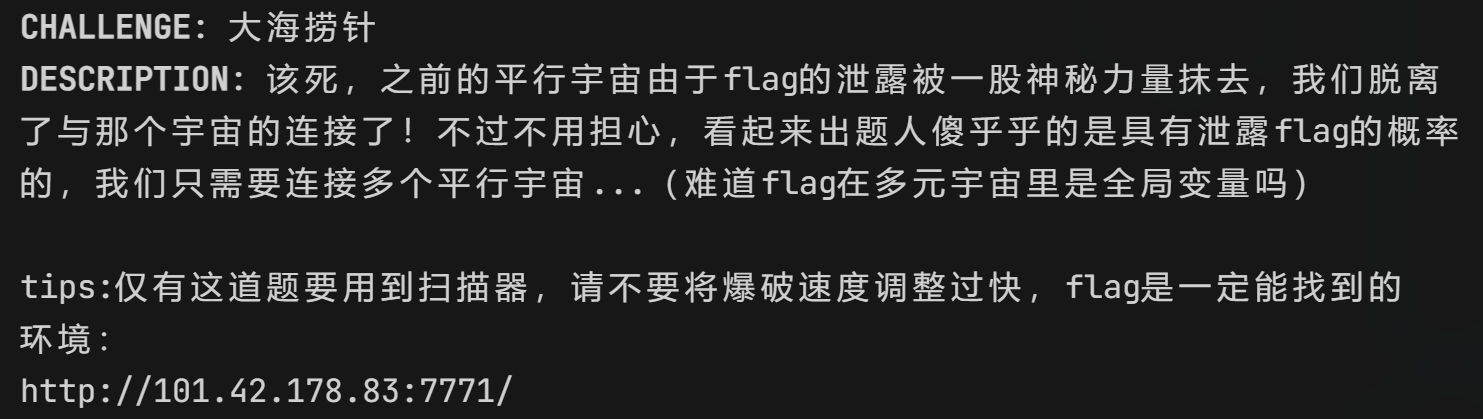 CHALLENGE: 大海捞针
DESCRIPTION: 该死，之前的平行宇宙由于flag的泄露被一股神秘力量抹去，我们脱离
了与那个宇宙的连接了！不过不用担心，看起来出题人傻乎乎的是具有泄露flag的概率
的，我们只需要连接多个平行宇宙...（难道flag在多元宇宙里是全局变量吗）
tips:仅有这道题要用到扫描器，请不要将爆破速度调整过快，flag是一定能找到的
环境：
http://101.42.178.83:7771/